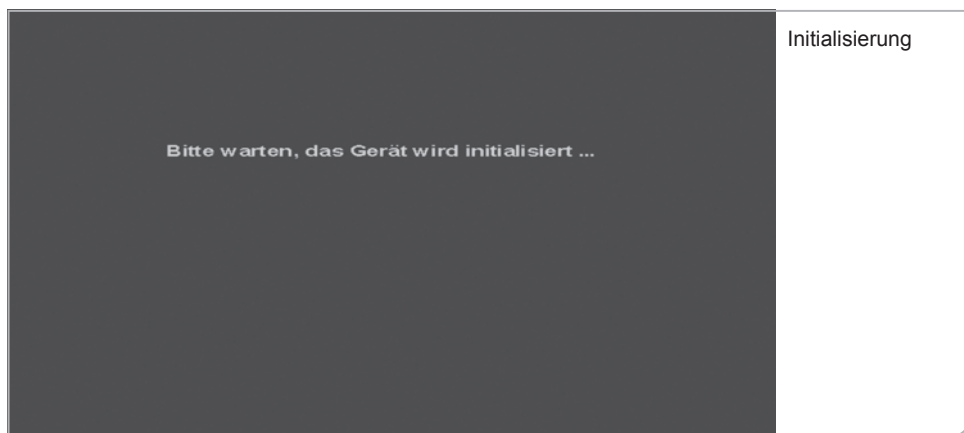 Initialisierung
Bitte warten, das Gerät wird initialisiert ...